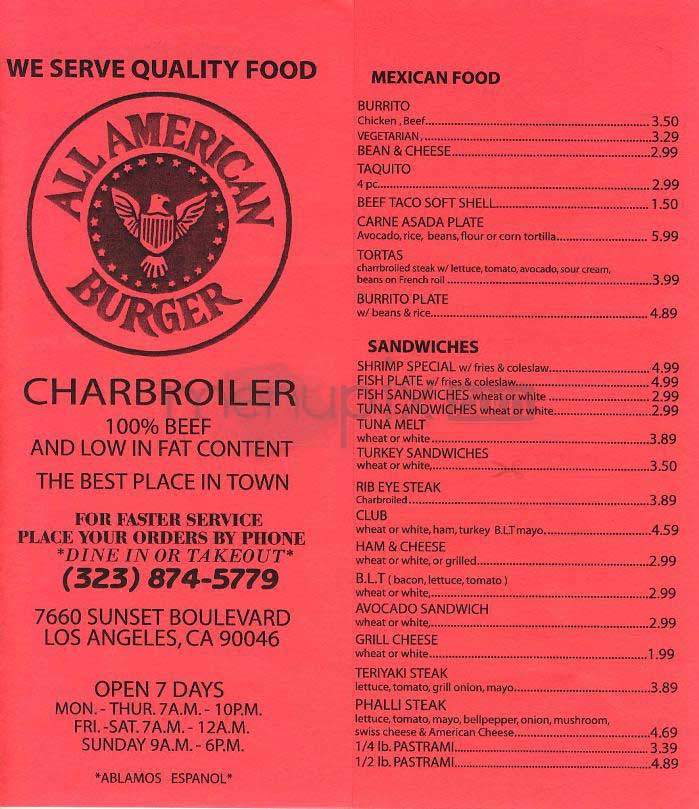 WE SERVE QUALITY FOOD
ALL AMERICAN
BURGER
CHARBROILER
100% BEEF
AND LOW IN FAT CONTENT
THE BEST PLACE IN TOWN
FOR FASTER SERVICE
PLACE YOUR ORDERS BY PHONE
*DINE IN OR TAKEOUT*
(323) 874-5779
7660 SUNSET BOULEVARD
LOS ANGELES, CA 90046
OPEN 7 DAYS
MON. - THUR. 7A.M. - 10P.M.
FRI. -SAT. 7A.M. - 12A.M.
SUNDAY 9A.M. - 6P.M.
*ABLAMOS ESPANOL*
MEXICAN FOOD
BURRITO
Chicken , Beef 3.50
VEGETARIAN, 3.29
BEAN & CHEESE 2.99
TAQUITO
4 pc 2.99
BEEF TACO SOFT SHELL 1.50
CARNE ASADA PLATE
Avocado, rice, beans, flour or corn tortilla 5.99
TORTAS
charrbroiled steak w/ lettuce, tomato, avocado, sour cream,
beans on French roll 3.99
BURRITO PLATE
w/ beans & rice 4.89
SANDWICHES
SHRIMP SPECIAL w/ fries & coleslaw 4.99
FISH PLATE w/ fries & coleslaw 4.99
FISH SANDWICHES wheat or white 2.99
TUNA SANDWICHES wheat or white 2.99
TUNA MELT
wheat or white 3.89
TURKEY SANDWICHES
wheat or white, 3.50
RIB EYE STEAK
Charbroiled 3.89
CLUB
wheat or white, ham, turkey B.L.T mayo 4.59
HAM & CHEESE
wheat or white, or grilled 2.99
B.L.T ( bacon, lettuce, tomato )
wheat or white, 2.99
AVOCADO SANDWICH
wheat or white, 2.99
GRILL CHEESE
wheat or white 1.99
TERIYAKI STEAK
lettuce, tomato, grill onion, mayo 3.89
PHALLI STEAK
lettuce, tomato, mayo, bellpepper, onion, mushroom,
swiss cheese & American Cheese 4.69
1/4 lb. PASTRAMI 3.39
1/2 lb. PASTRAMI 4.89